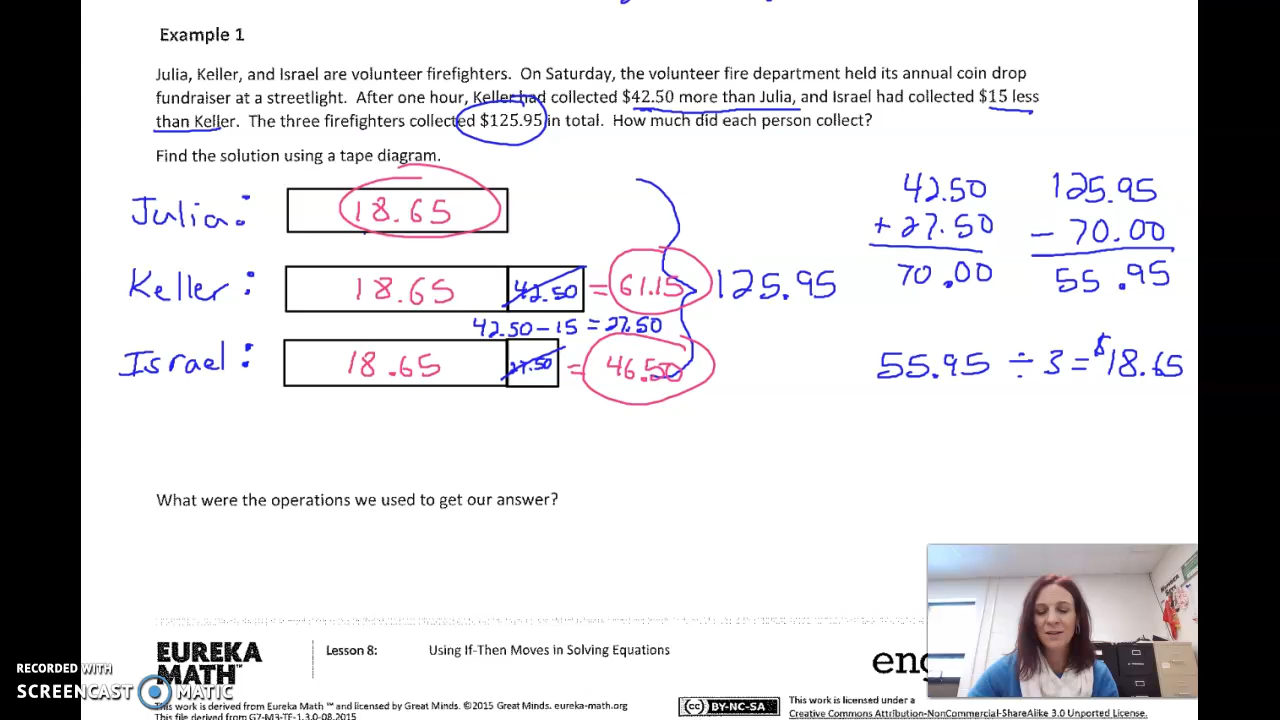 Example 1
Julia, Keller, and Israel are volunteer firefighters. On Saturday, the volunteer fire department held its annual coin drop
fundraiser at a streetlight. After one hour, Keller had collected $42.50 more than Julia, and Israel had collected $15 less
than Keller. The three firefighters collected $125.95 in total. How much did each person collect?
Find the solution using a tape diagram.
Julia: 18.65
Keller: 18.65 42.50 = 61.15 125.95
42.50 - 15 = 27.50
Israel: 18.65 27.50 = 46.50
42.50
+ 27.50
70.00
125.95
- 70.00
55.95
55.95 ÷ 3 = $18.65
What were the operations we used to get our answer?
EUREKA
MATH
Lesson 8: Using If-Then Moves in Solving Equations
RECORDED WITH
SCREENCAST MATIC
This work is derived from Eureka Math ™ and licensed by Great Minds. ©2015 Great Minds. eureka-math.org
This file derived from G7-M3-TE-1.3.0-08.2015
CC BY-NC-SA
This work is licensed under a
Creative Commons Attribution-NonCommercial-ShareAlike 3.0 Unported License.